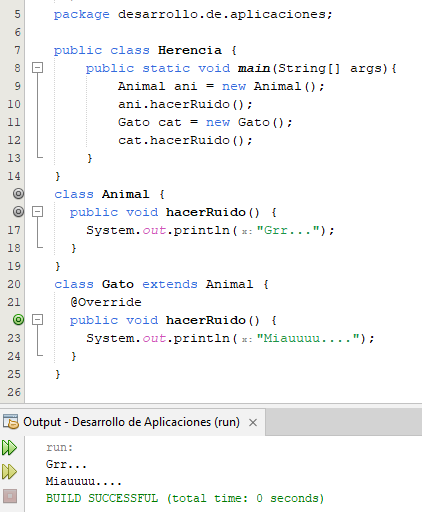 5 package desarrollo.de.aplicaciones;
6
7 public class Herencia {
8 public static void main(String[] args){
9 Animal ani = new Animal();
10 ani.hacerRuido();
11 Gato cat = new Gato();
12 cat.hacerRuido();
13 }
14 }
class Animal {
public void hacerRuido() {
17 System.out.println( x: "Grr...");
18 }
19 }
20 class Gato extends Animal {
21 @Override
public void hacerRuido() {
23 System.out.println( x: "Miauuuu....");
24 }
25 }
26
Output - Desarrollo de Aplicaciones (run) ×
run:
Grr...
Miauuuu....
BUILD SUCCESSFUL (total time: 0 seconds)